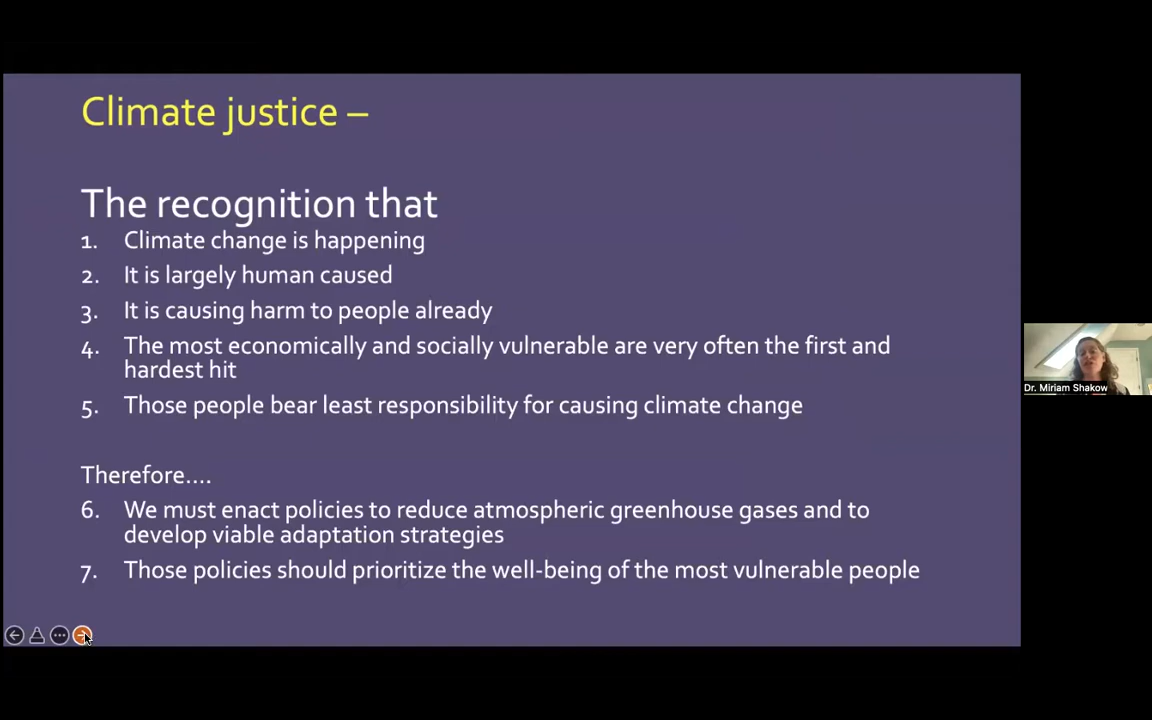 Climate justice –
The recognition that
1. Climate change is happening
2. It is largely human caused
3. It is causing harm to people already
4. The most economically and socially vulnerable are very often the first and
hardest hit
5. Those people bear least responsibility for causing climate change
Therefore....
6. We must enact policies to reduce atmospheric greenhouse gases and to
develop viable adaptation strategies
7. Those policies should prioritize the well-being of the most vulnerable people
Dr. Miriam Shakow